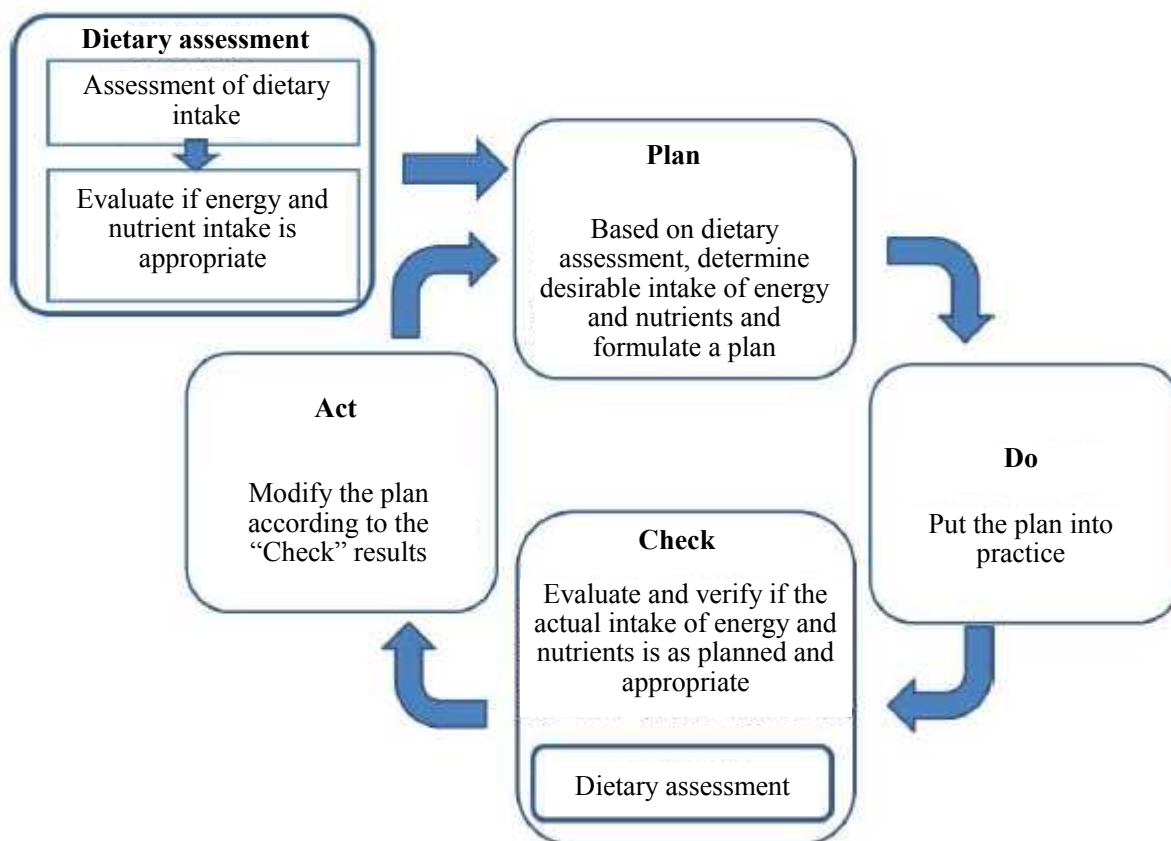 Dietary assessment
Assessment of dietary
intake
Evaluate if energy and
nutrient intake is
appropriate
Plan
Based on dietary
assessment, determine
desirable intake of energy
and nutrients and
formulate a plan
Do
Put the plan into
practice
Check
Evaluate and verify if the
actual intake of energy and
nutrients is as planned and
appropriate
Dietary assessment
Act
Modify the plan
according to the
“Check” results